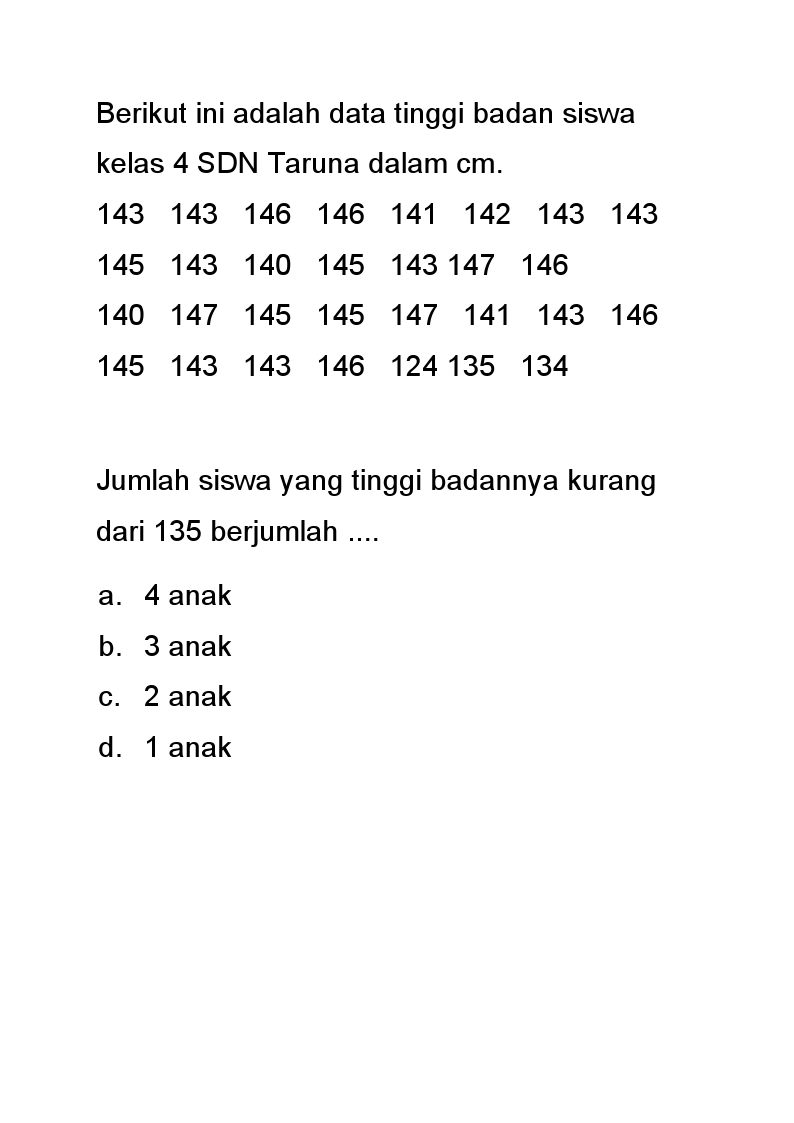 Berikut ini adalah data tinggi badan siswa
kelas 4 SDN Taruna dalam cm.
143 143 146 146 141 142 143 143
145 143 140 145 143 147 146
140 147 145 145 147 141 143 146
145 143 143 146 124 135 134
Jumlah siswa yang tinggi badannya kurang
dari 135 berjumlah ....
a. 4 anak
b. 3 anak
c. 2 anak
d. 1 anak